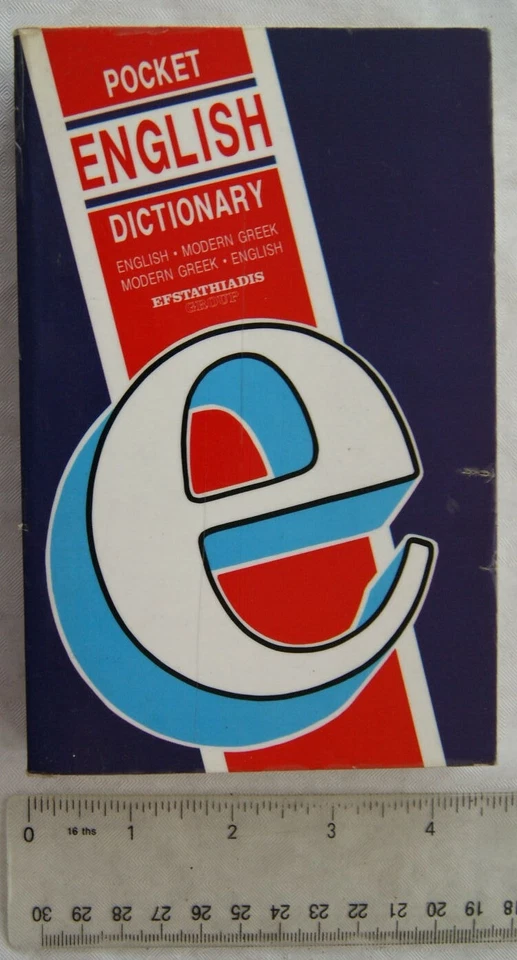 POCKET
ENGLISH
DICTIONARY
ENGLISH • MODERN GREEK
MODERN GREEK • ENGLISH
EFSTATHIADIS
GROUP
e
0 16 ths 1 2 3 4
30 29 28 27 26 25 24 23 22 21 20 19 18